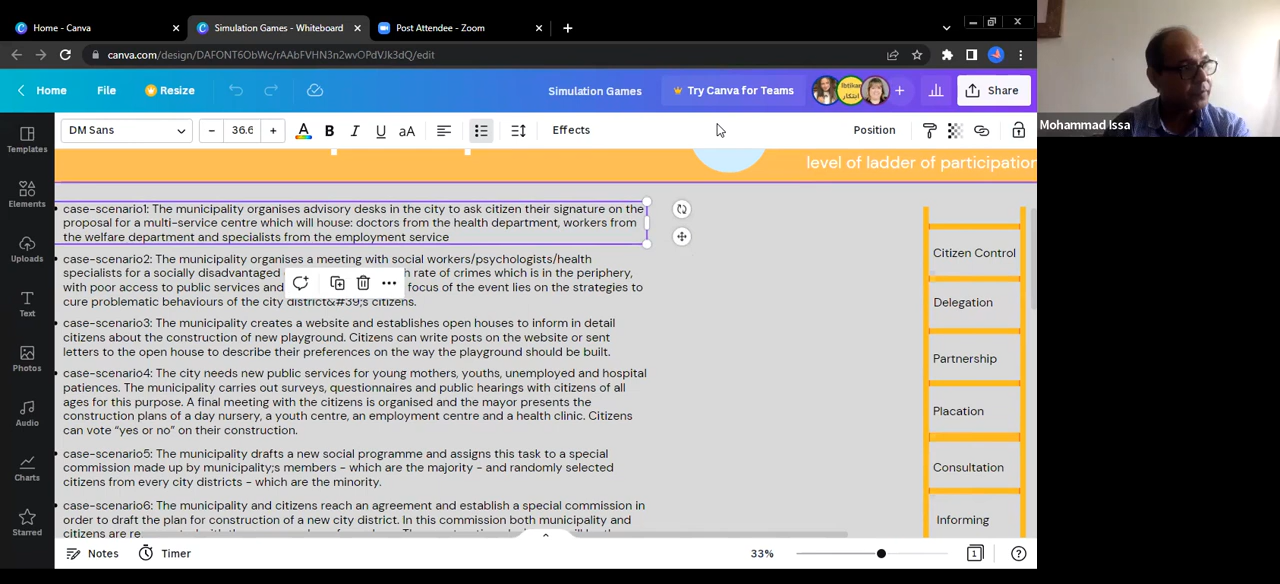 Home - Canva
Simulation Games - Whiteboard
Post Attendee - Zoom
canva.com/design/DAFONT6ObWc/rAAbFVHN3n2wvOPdVJk3dQ/edit
Home
File
Resize
Simulation Games
Try Canva for Teams
Ibtikar
ابتكار
Share
DM Sans
36.6
aA
Effects
Position
Templates
Elements
Uploads
Text
Photos
Audio
Charts
Starred
level of ladder of participation
case-scenario1: The municipality organises advisory desks in the city to ask citizen their signature on the
proposal for a multi-service centre which will house: doctors from the health department, workers from
the welfare department and specialists from the employment service
case-scenario2: The municipality organises a meeting with social workers/psychologists/health
specialists for a socially disadvantaged h rate of crimes which is in the periphery,
with poor access to public services and focus of the event lies on the strategies to
cure problematic behaviours of the city district&#39;s citizens.
case-scenario3: The municipality creates a website and establishes open houses to inform in detail
citizens about the construction of new playground. Citizens can write posts on the website or sent
letters to the open house to describe their preferences on the way the playground should be built.
case-scenario4: The city needs new public services for young mothers, youths, unemployed and hospital
patiences. The municipality carries out surveys, questionnaires and public hearings with citizens of all
ages for this purpose. A final meeting with the citizens is organised and the mayor presents the
construction plans of a day nursery, a youth centre, an employment centre and a health clinic. Citizens
can vote “yes or no” on their construction.
case-scenario5: The municipality drafts a new social programme and assigns this task to a special
commission made up by municipality;s members - which are the majority - and randomly selected
citizens from every city districts - which are the minority.
case-scenario6: The municipality and citizens reach an agreement and establish a special commission in
order to draft the plan for construction of a new city district. In this commission both municipality and
citizens are re
Citizen Control
Delegation
Partnership
Placation
Consultation
Informing
Notes
Timer
33%
1
Mohammad Issa